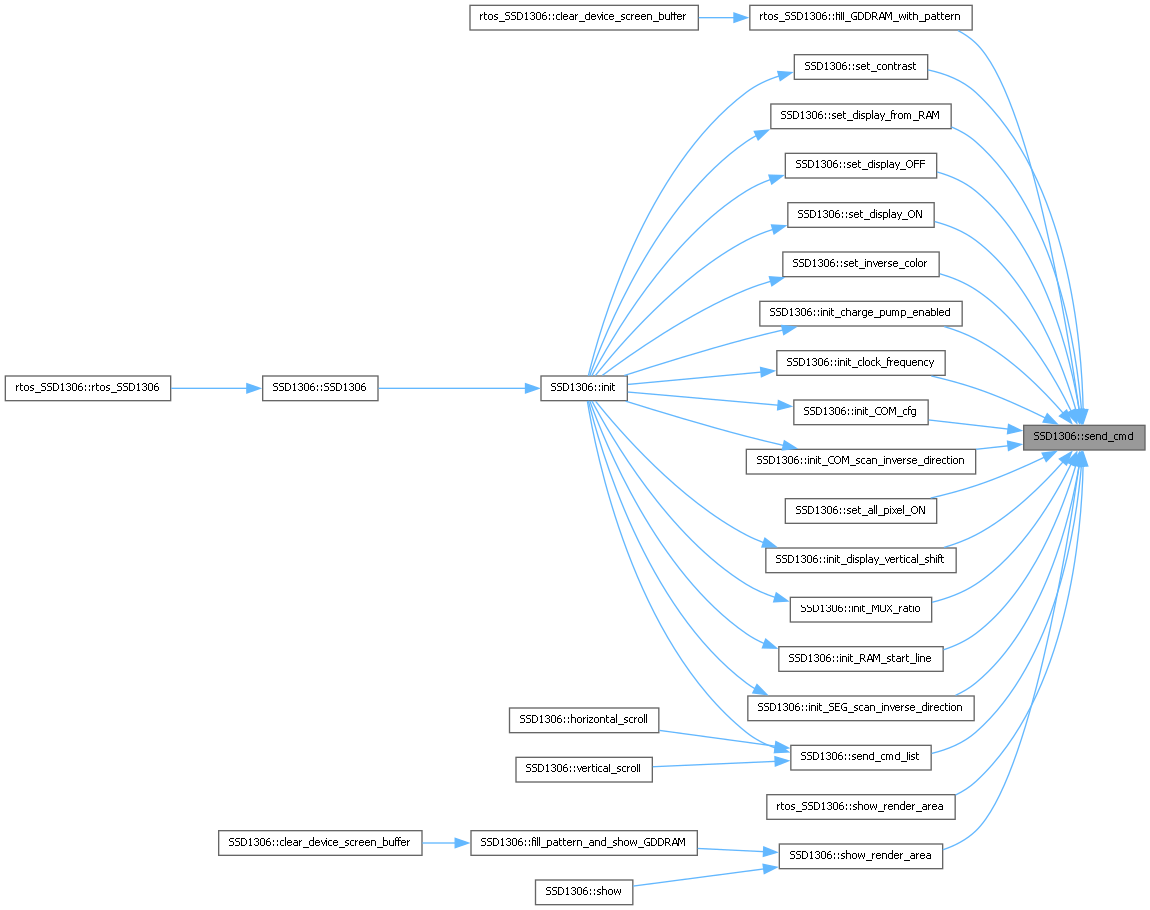 rtos_SSD1306::clear_device_screen_buffer
rtos_SSD1306::fill_GDDRAM_with_pattern
SSD1306::set_contrast
SSD1306::set_display_from_RAM
SSD1306::set_display_OFF
SSD1306::set_display_ON
SSD1306::set_inverse_color
SSD1306::init_charge_pump_enabled
SSD1306::init_clock_frequency
rtos_SSD1306::rtos_SSD1306
SSD1306::SSD1306
SSD1306::init
SSD1306::init_COM_cfg
SSD1306::send_cmd
SSD1306::init_COM_scan_inverse_direction
SSD1306::set_all_pixel_ON
SSD1306::init_display_vertical_shift
SSD1306::init_MUX_ratio
SSD1306::init_RAM_start_line
SSD1306::init_SEG_scan_inverse_direction
SSD1306::horizontal_scroll
SSD1306::send_cmd_list
SSD1306::vertical_scroll
rtos_SSD1306::show_render_area
SSD1306::clear_device_screen_buffer
SSD1306::fill_pattern_and_show_GDDRAM
SSD1306::show_render_area
SSD1306::show